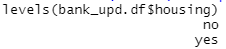 levels(bank_upd.df$housing)
no
yes